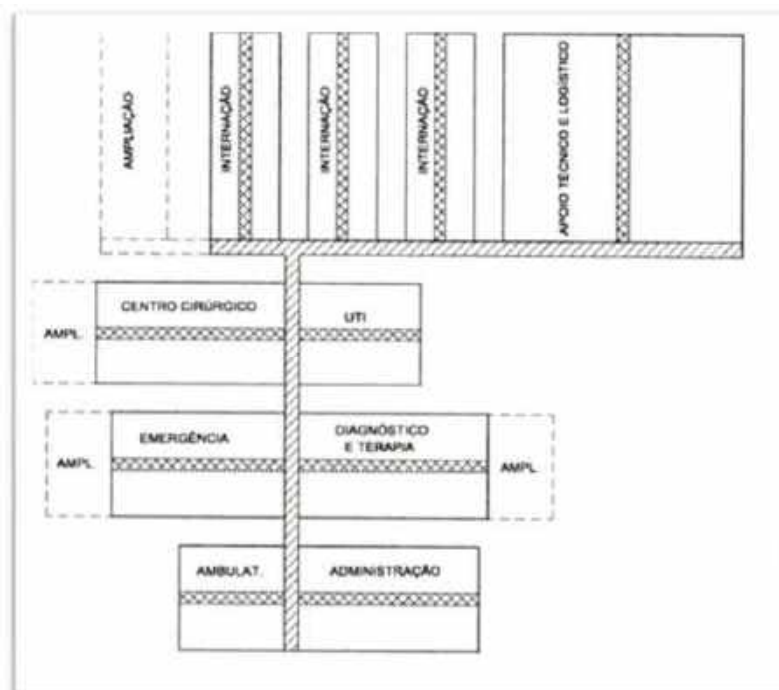 AMPLIAÇÃO
INTERNAÇÃO
INTERNAÇÃO
INTERNAÇÃO
APOIO TÉCNICO E LOGÍSTICO
CENTRO CIRÚRGICO
UTI
AMPL.
EMERGÊNCIA
DIAGNÓSTICO
E TERAPIA
AMPL.
AMPL.
AMBULAT.
ADMINISTRAÇÃO